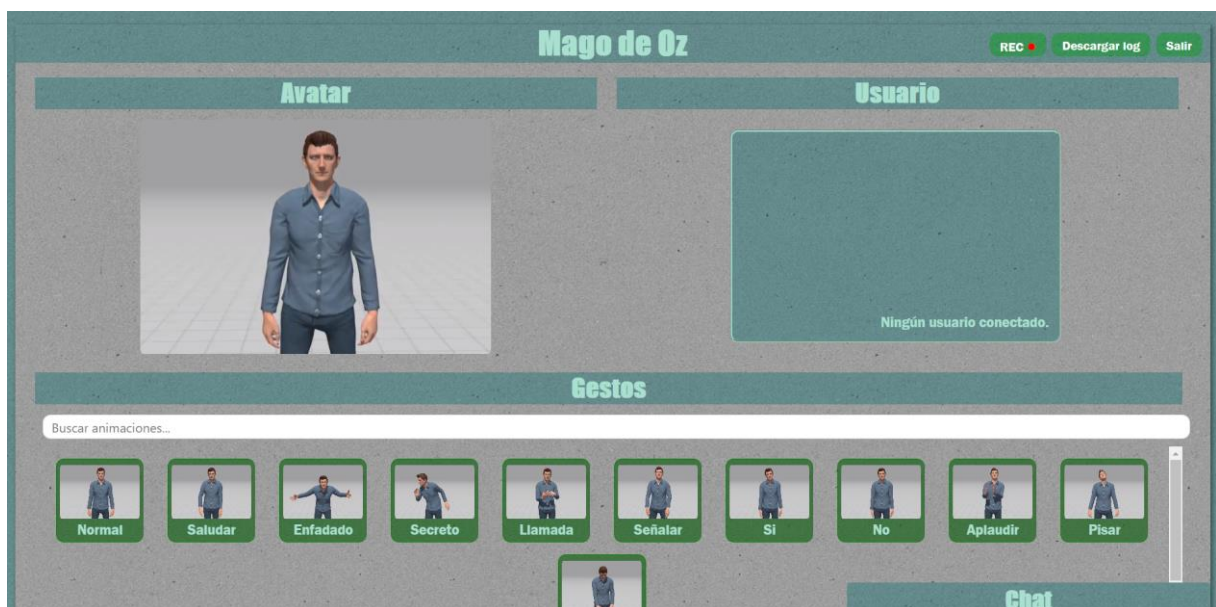 Mago de Oz
REC
Descargar log
Salir
Avatar
Usuario
Ningún usuario conectado.
Gestos
Buscar animaciones...
Normal
Saludar
Enfadado
Secreto
Llamada
Señalar
Si
No
Aplaudir
Pisar
Chat